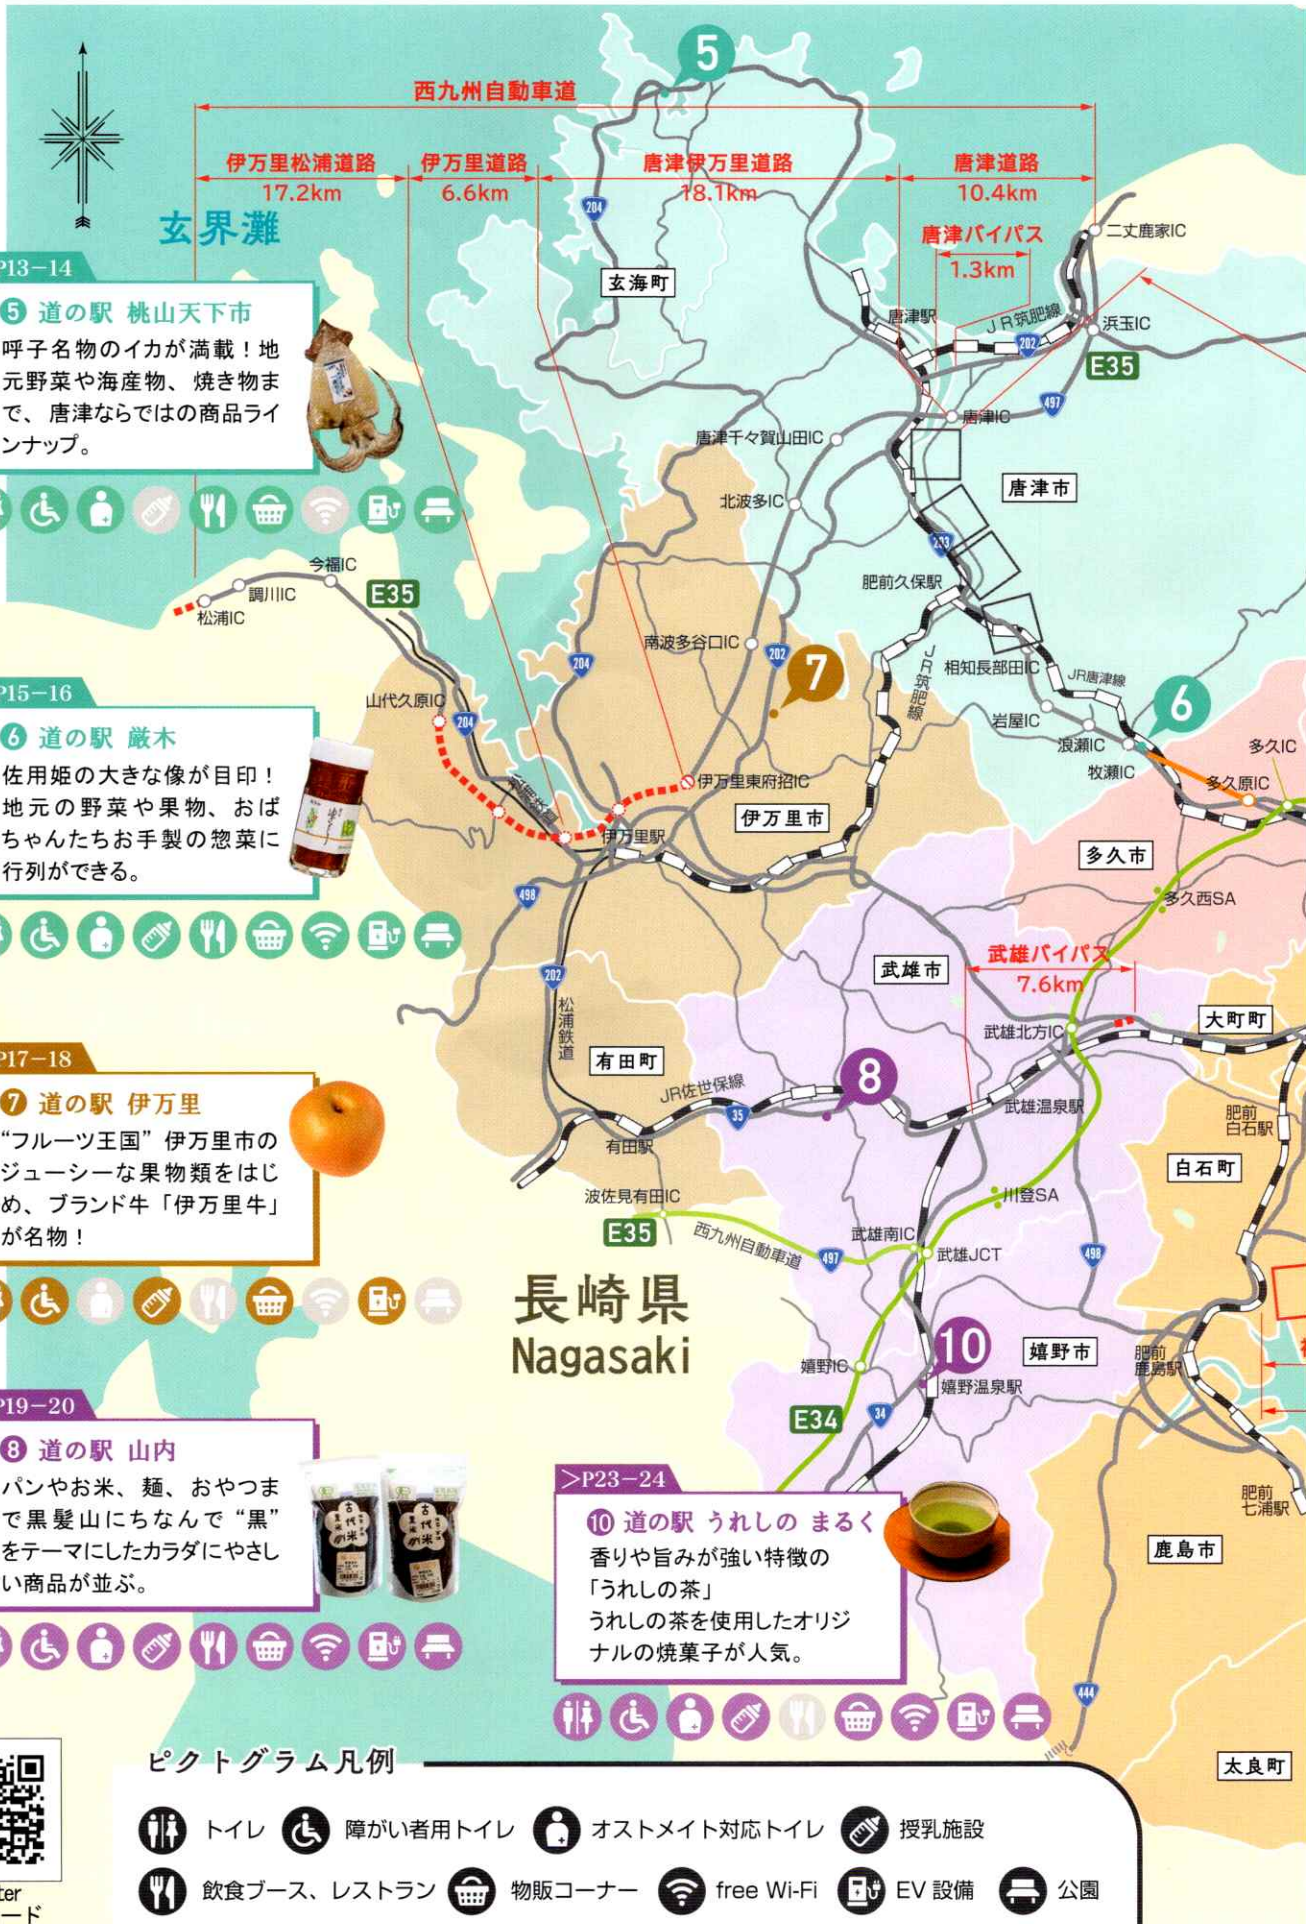 5
西九州自動車道
伊万里松浦道路
17.2km
伊万里道路
6.6km
唐津伊万里道路
18.1km
唐津道路
10.4km
唐津バイパス
1.3km
玄界灘
204
二丈鹿家IC
玄海町
唐津駅
JR筑肥線
202
浜玉IC
E35
497
唐津IC
唐津千々賀山田IC
北波多IC
唐津市
203
肥前久保駅
P13−14
5 道の駅 桃山天下市
呼子名物のイカが満載！地
元野菜や海産物、焼き物ま
で、唐津ならではの商品ライ
ンナップ。
今福IC
調川IC
松浦IC
E35
南波多谷口IC
202
7
204
JR筑肥線
相知長部田IC
JR唐津線
6
岩屋IC
浪瀬IC
牧瀬IC
多久IC
多久原IC
山代久原IC
204
伊万里東府招IC
伊万里市
伊万里駅
多久市
多久西SA
P15−16
6 道の駅 厳木
佐用姫の大きな像が目印！
地元の野菜や果物、おば
ちゃんたちお手製の惣菜に
行列ができる。
498
202
松浦鉄道
武雄市
武雄バイパス
7.6km
武雄北方IC
大町町
有田町
JR佐世保線
35
8
武雄温泉駅
有田駅
肥前
白石駅
白石町
波佐見有田IC
E35
西九州自動車道
497
武雄南IC
武雄JCT
川登SA
498
P17−18
7 道の駅 伊万里
“フルーツ王国” 伊万里市の
ジューシーな果物類をはじ
め、ブランド牛「伊万里牛」
が名物！
長崎県
Nagasaki
10
嬉野市
肥前
鹿島駅
嬉野IC
嬉野温泉駅
E34
34
肥前
七浦駅
鹿島市
444
太良町
P19−20
8 道の駅 山内
パンやお米、麺、おやつま
で黒髪山にちなんで “黒”
をテーマにしたカラダにやさし
い商品が並ぶ。
古代米
古代米
>P23−24
10 道の駅 うれしの まるく
香りや旨みが強い特徴の
「うれしの茶」
うれしの茶を使用したオリジ
ナルの焼菓子が人気。
ピクトグラム凡例
トイレ 障がい者用トイレ オストメイト対応トイレ 授乳施設
飲食ブース、レストラン 物販コーナー free Wi-Fi EV 設備 公園
ter
ード